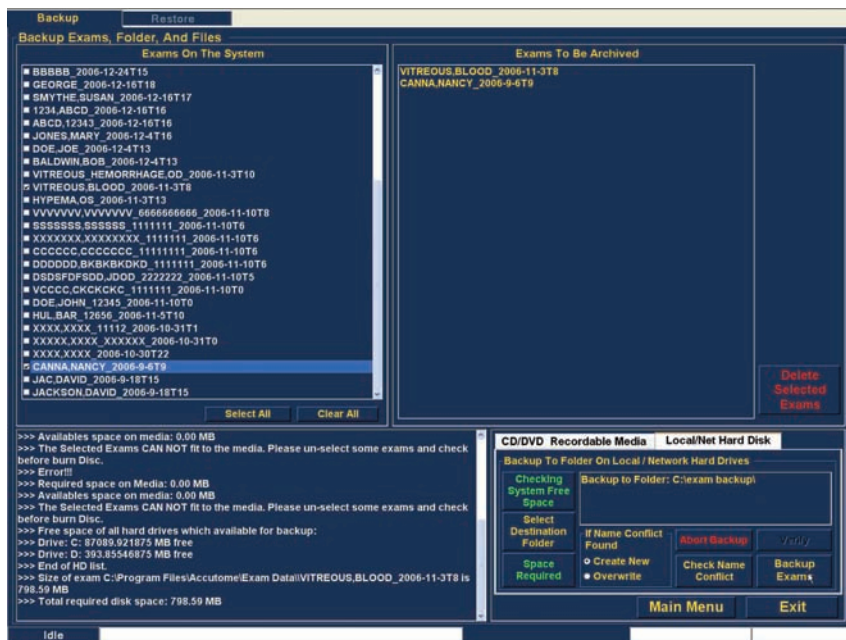 Backup
Restore
Backup Exams, Folder, And Files
Exams On The System
BBBBB_2006-12-24T15
GEORGE_2006-12-16T18
SMYTHE,SUSAN_2006-12-16T17
1234,ABCD_2006-12-16T16
ABCD,12343_2006-12-16T16
JONES,MARY_2006-12-4T16
DOE,JOE_2006-12-4T13
BALDWIN,BOB_2006-12-4T13
VITREOUS_HEMORRHAGE,OD_2006-11-3T10
VITREOUS,BLOOD_2006-11-3T8
HYPEMA,OS_2006-11-3T13
VVVVVVV,VVVVVVV_6666666666_2006-11-10T8
SSSSSSS,SSSSSS_1111111_2006-11-10T6
XXXXXXX,XXXXXXXX_1111111_2006-11-10T6
CCCCCC,CCCCCCC_11111111_2006-11-10T6
DDDDDD,BKBKBKDKD_1111111_2006-11-10T6
DSDSFDFSDD,JDOD_2222222_2006-11-10T5
VCCCC,CKCKCKC_1111111_2006-11-10T0
DOE,JOHN_12345_2006-11-10T0
HUL,BAR_12656_2006-11-5T10
XXXX,XXXX_11112_2006-10-31T1
XXXXX,XXXX_XXXXXX_2006-10-31T0
XXXX,XXXX_2006-10-30T22
CANNA,NANCY_2006-9-6T9
JAC,DAVID_2006-9-18T15
JACKSON,DAVID_2006-9-18T15
Select All
Clear All
Exams To Be Archived
VITREOUS,BLOOD_2006-11-3T8
CANNA,NANCY_2006-9-6T9
Delete
Selected
Exams
>>> Availables space on media: 0.00 MB
>>> The Selected Exams CAN NOT fit to the media. Please un-select some exams and check
before burn Disc.
>>> Error!!!
>>> Required space on Media: 0.00 MB
>>> Availables space on media: 0.00 MB
>>> The Selected Exams CAN NOT fit to the media. Please un-select some exams and check
before burn Disc.
>>> Free space of all hard drives which available for backup:
>>> Drive: C: 87089.921875 MB free
>>> Drive: D: 393.85546875 MB free
>>> End of HD list.
>>> Size of exam C:\Program Files\Accutome\Exam Data\\VITREOUS,BLOOD_2006-11-3T8 is
798.59 MB
>>> Total required disk space: 798.59 MB
CD/DVD Recordable Media
Local/Net Hard Disk
Backup To Folder On Local / Network Hard Drives
Checking
System Free
Space
Backup to Folder: C:\exam backup\
Select
Destination
Folder
If Name Conflict
Found
Abort Backup
Verify
Space
Required
Create New
Overwrite
Check Name
Conflict
Backup
Exams
Main Menu
Exit
Idle